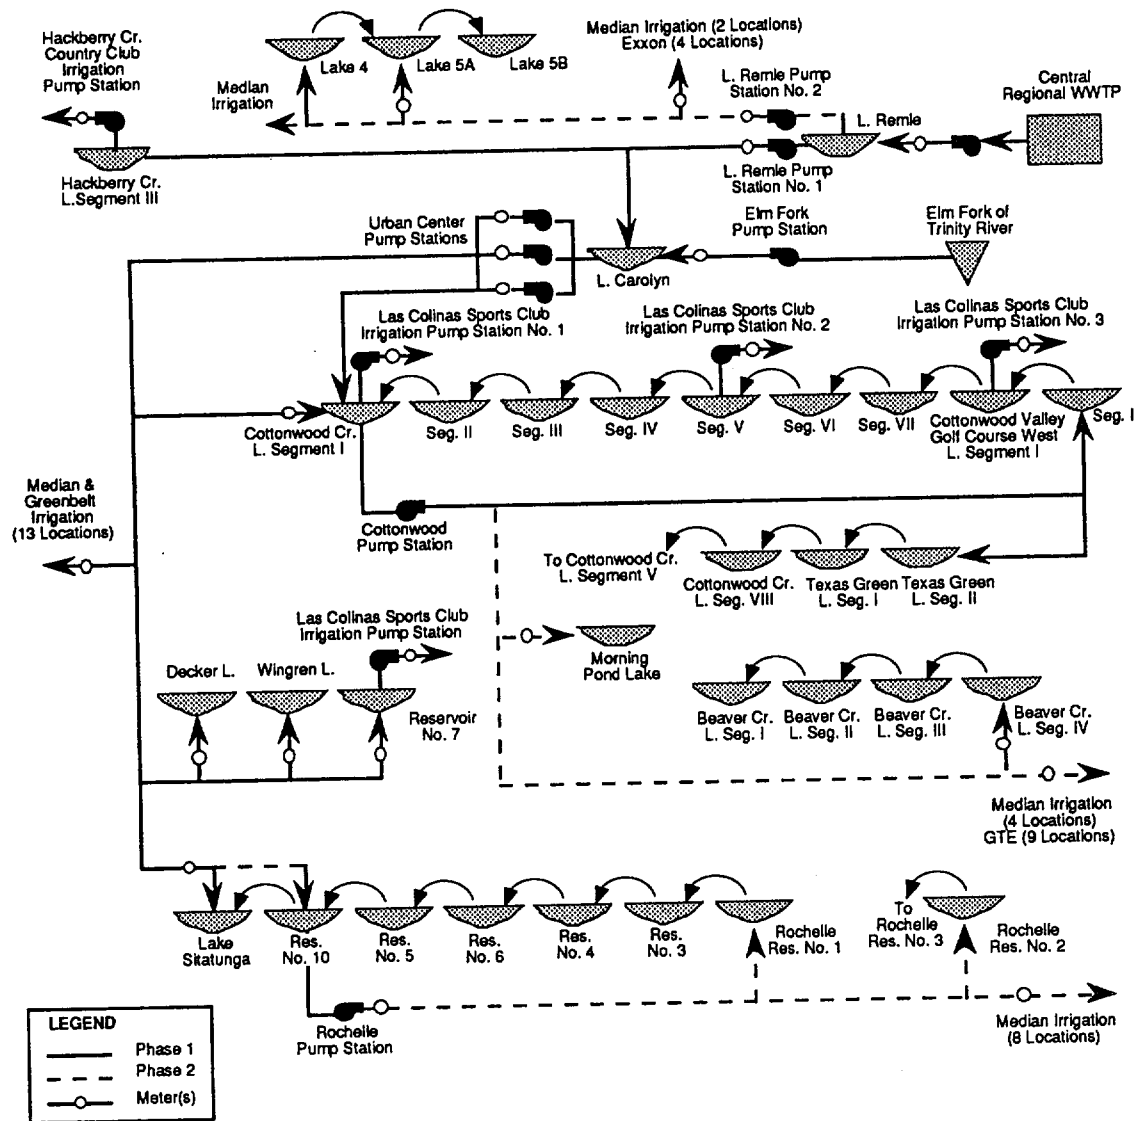 Hackberry Cr.
Country Club
Irrigation
Pump Station
Lake 4
Lake 5A
Lake 5B
Median
Irrigation
Median Irrigation (2 Locations)
Exxon (4 Locations)
L. Remle Pump
Station No. 2
L. Remle
Central
Regional WWTP
Hackberry Cr.
L.Segment III
L. Remle Pump
Station No. 1
Urban Center
Pump Stations
Elm Fork
Pump Station
Elm Fork of
Trinity River
L. Carolyn
Las Colinas Sports Club
Irrigation Pump Station No. 1
Las Colinas Sports Club
Irrigation Pump Station No. 2
Las Colinas Sports Club
Irrigation Pump Station No. 3
Cottonwood Cr.
L. Segment I
Seg. II
Seg. III
Seg. IV
Seg. V
Seg. VI
Seg. VII
Cottonwood Valley
Golf Course West
L. Segment I
Seg. I
Median &
Greenbelt
Irrigation
(13 Locations)
Cottonwood
Pump Station
To Cottonwood Cr.
L. Segment V
Cottonwood Cr.
L. Seg. VIII
Texas Green
L. Seg. I
Texas Green
L. Seg. II
Las Colinas Sports Club
Irrigation Pump Station
Decker L.
Wingren L.
Reservoir
No. 7
Morning
Pond Lake
Beaver Cr.
L. Seg. I
Beaver Cr.
L. Seg. II
Beaver Cr.
L. Seg. III
Beaver Cr.
L. Seg. IV
Median Irrigation
(4 Locations)
GTE (9 Locations)
Lake
Sitatunga
Res.
No. 10
Res.
No. 5
Res.
No. 6
Res.
No. 4
Res.
No. 3
Rochelle
Res. No. 1
To
Rochelle
Res. No. 3
Rochelle
Res. No. 2
Rochelle
Pump Station
Median Irrigation
(8 Locations)
LEGEND
Phase 1
Phase 2
Meter(s)